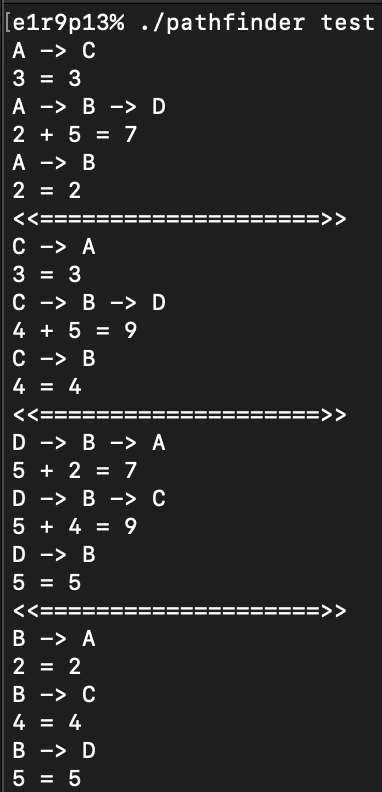 [e1r9p13% ./pathfinder test
A -> C
3 = 3
A -> B -> D
2 + 5 = 7
A -> B
2 = 2
<<====================>>
C -> A
3 = 3
C -> B -> D
4 + 5 = 9
C -> B
4 = 4
<<====================>>
D -> B -> A
5 + 2 = 7
D -> B -> C
5 + 4 = 9
D -> B
5 = 5
<<====================>>
B -> A
2 = 2
B -> C
4 = 4
B -> D
5 = 5